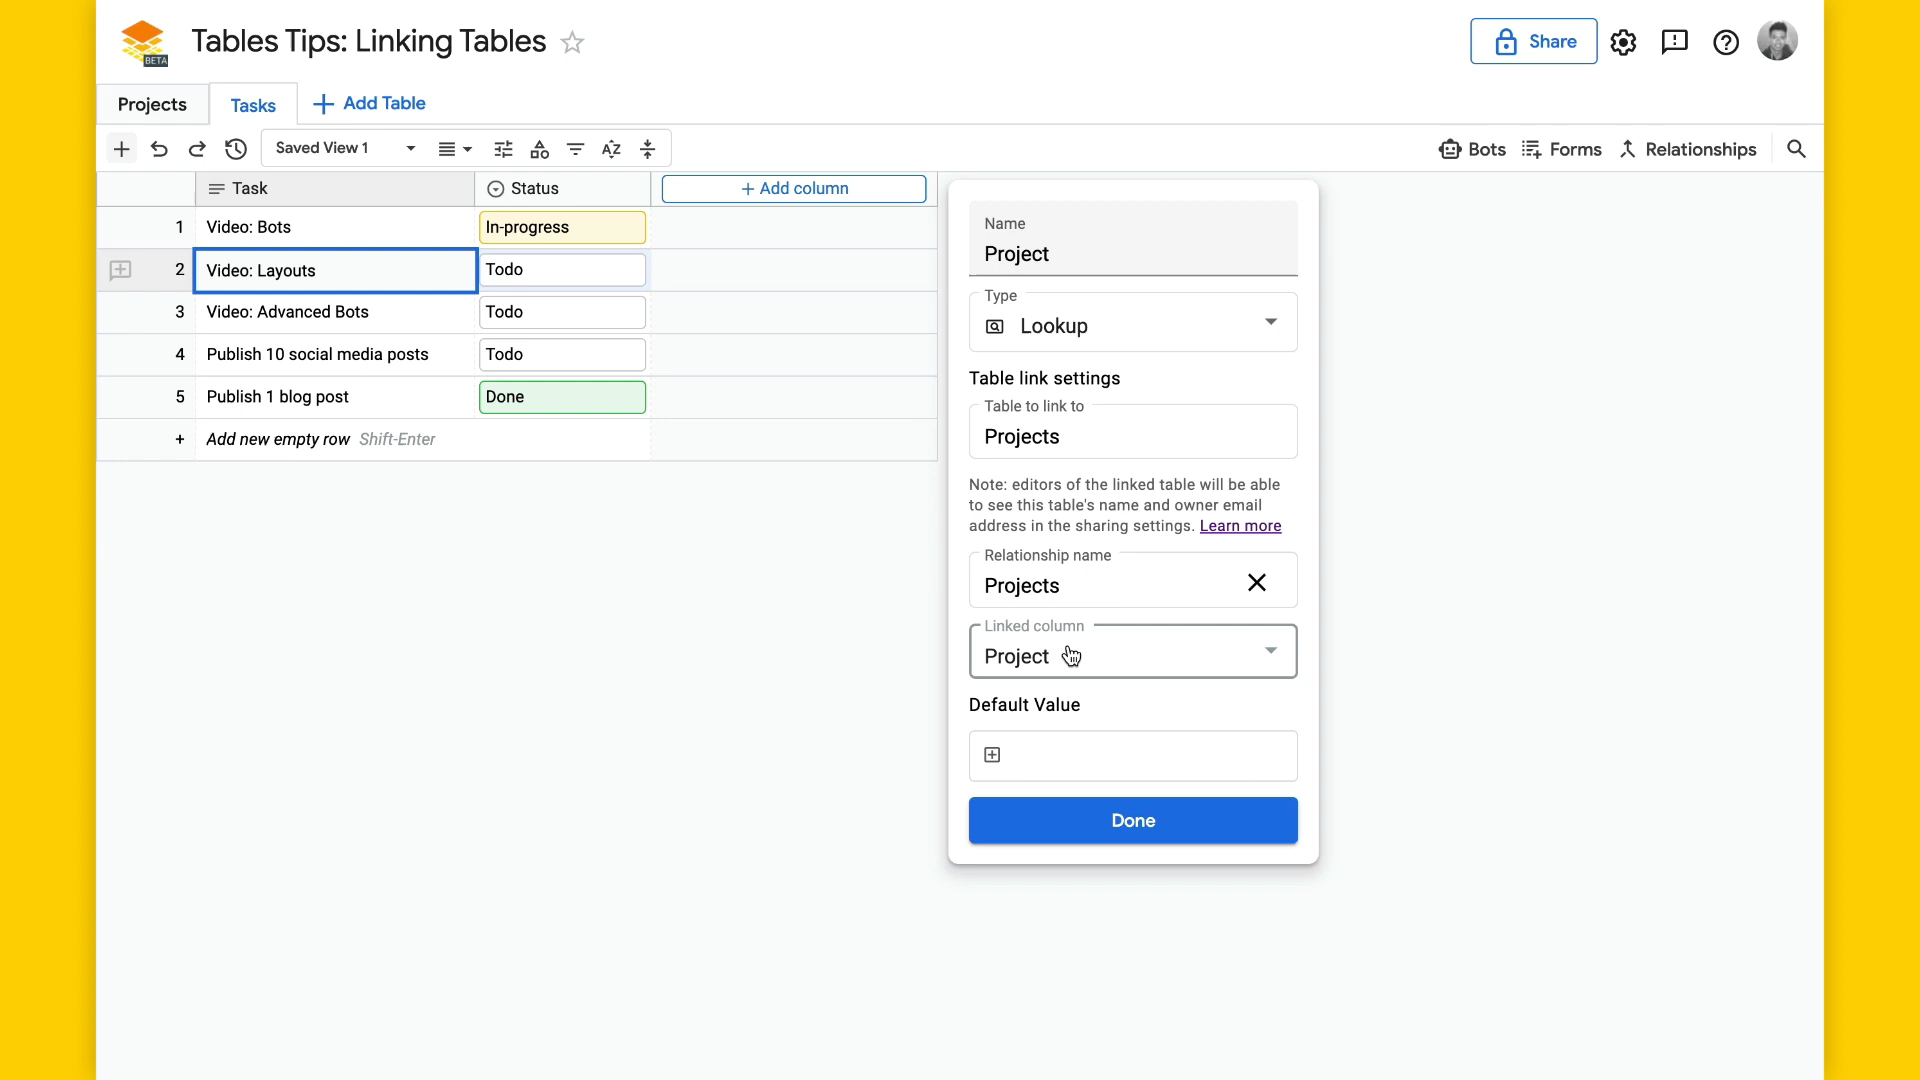 BETA
Tables Tips: Linking Tables
Share
Projects
Tasks
Add Table
Saved View 1
Bots
Forms
Relationships
Task
Status
+ Add column
1 Video: Bots In-progress
2 Video: Layouts Todo
3 Video: Advanced Bots Todo
4 Publish 10 social media posts Todo
5 Publish 1 blog post Done
+ Add new empty row Shift-Enter
Name
Project
Type
Lookup
Table link settings
Table to link to
Projects
Note: editors of the linked table will be able
to see this table's name and owner email
address in the sharing settings. Learn more
Relationship name
Projects
Linked column
Project
Default Value
Done